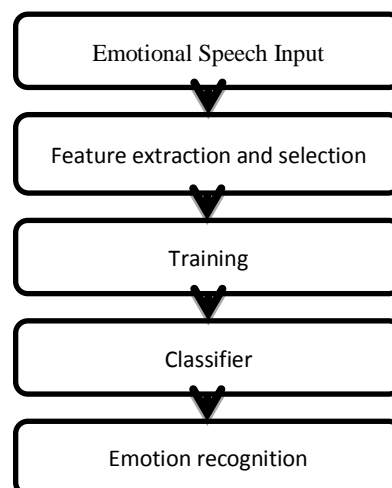 Emotional Speech Input
Feature extraction and selection
Training
Classifier
Emotion recognition